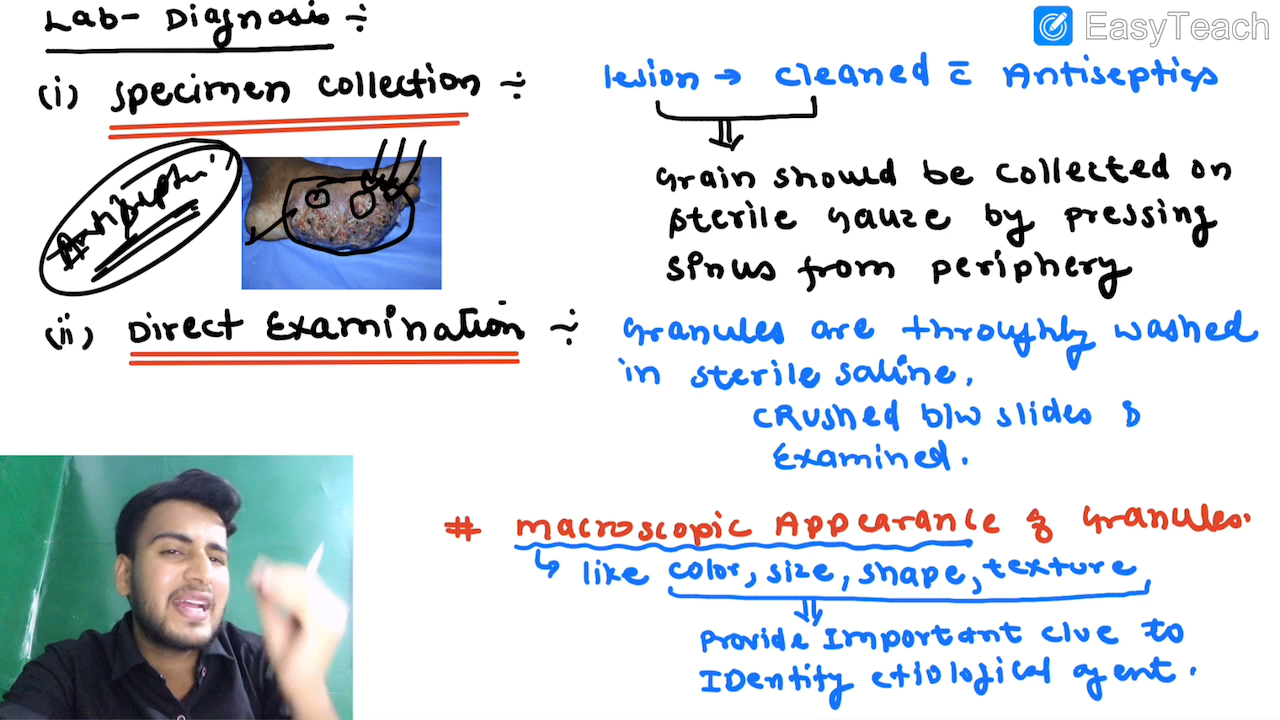 Lab- Diagnosis ÷
EasyTeach
(i) Specimen collection ÷
lesion → cleaned c̄ Antiseptics
Grain should be collected on
sterile gauze by pressing
sinus from periphery
(ii) Direct Examination ÷
Granules are throughly washed
in sterile saline,
crushed b/w slides &
Examined.
# Macroscopic Appearance of Granules.
↳ like color, size, shape, texture
Provide Important clue to
IDentity etiological agent.